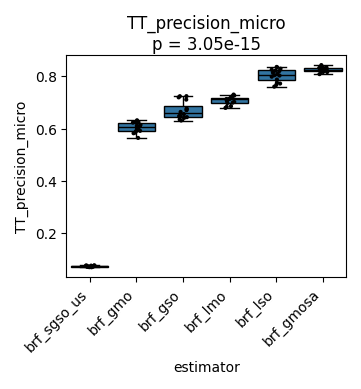 TT_precision_micro
p = 3.05e-15
TT_precision_micro
0.8
0.6
0.4
0.2
brf_sgso_us
brf_gmo
brf_gso
brf_lmo
brf_lso
brf_gmosa
estimator